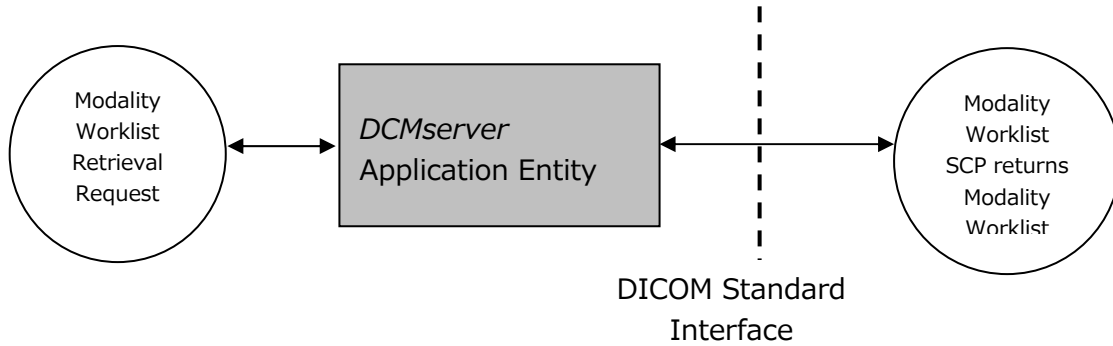 Modality
Worklist
Retrieval
Request
DCMserver
Application Entity
Modality
Worklist
SCP returns
Modality
Worklist
DICOM Standard
Interface